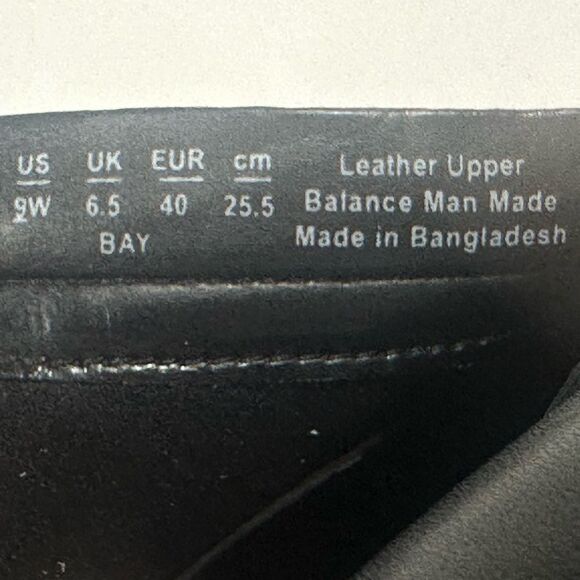 US UK EUR cm Leather Upper
9W 6.5 40 25.5 Balance Man Made
BAY Made in Bangladesh